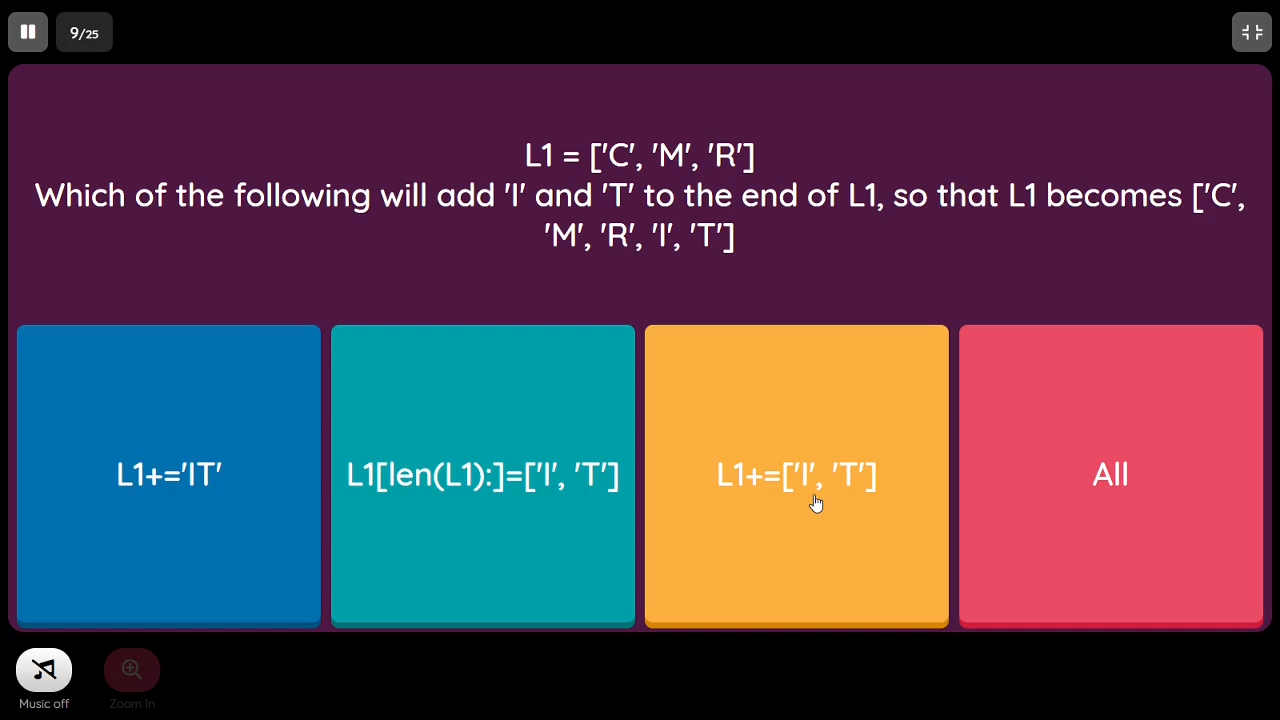 9/25
L1 = ['C', 'M', 'R']
Which of the following will add 'I' and 'T' to the end of L1, so that L1 becomes ['C',
'M', 'R', 'I', 'T']
L1+='IT'
L1[len(L1):]=['I', 'T']
L1+=['I', 'T']
All
Music off
Zoom In